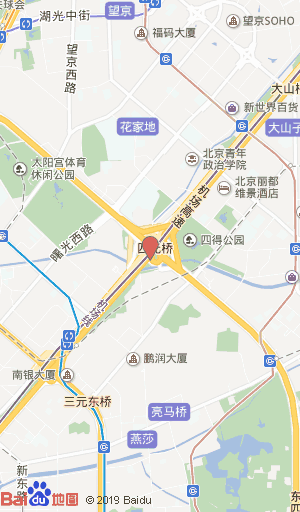 湖光中街
望京
望京SOHO
福码大厦
望京西路
大山
新世界百货
花家地
大山子
北京青年
政治学院
太阳宫体育
休闲公园
机场高速
北京丽都
维景酒店
曙光西路
四元桥
四得公园
机场线
鹏润大厦
南银大厦
三元东桥
亮马桥
燕莎
新东路
Bai du 地图
© 2019 Baidu